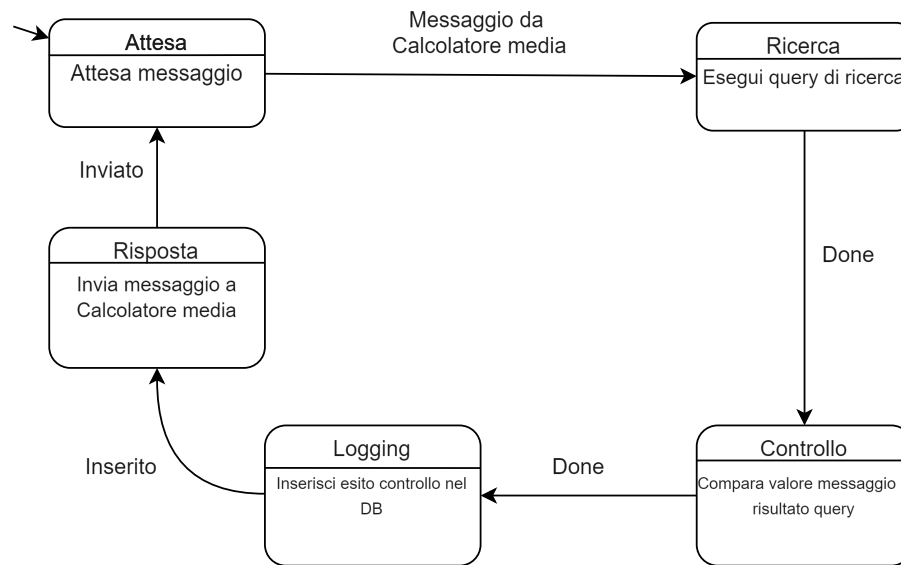 Attesa
Attesa messaggio
Messaggio da
Calcolatore media
Ricerca
Esegui query di ricerca
Done
Controllo
Compara valore messaggio
risultato query
Done
Logging
Inserisci esito controllo nel
DB
Inserito
Risposta
Invia messaggio a
Calcolatore media
Inviato